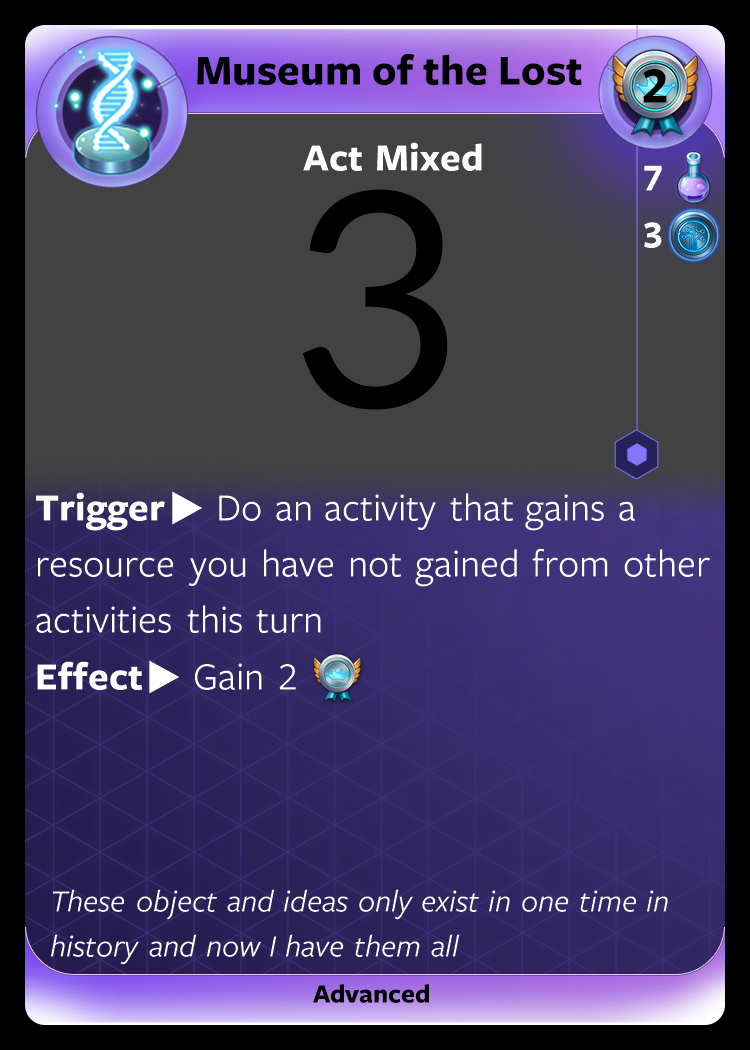 Museum of the Lost
2
Act Mixed
7
3
3
Trigger▶ Do an activity that gains a
resource you have not gained from other
activities this turn
Effect▶ Gain 2
These object and ideas only exist in one time in
history and now I have them all
Advanced